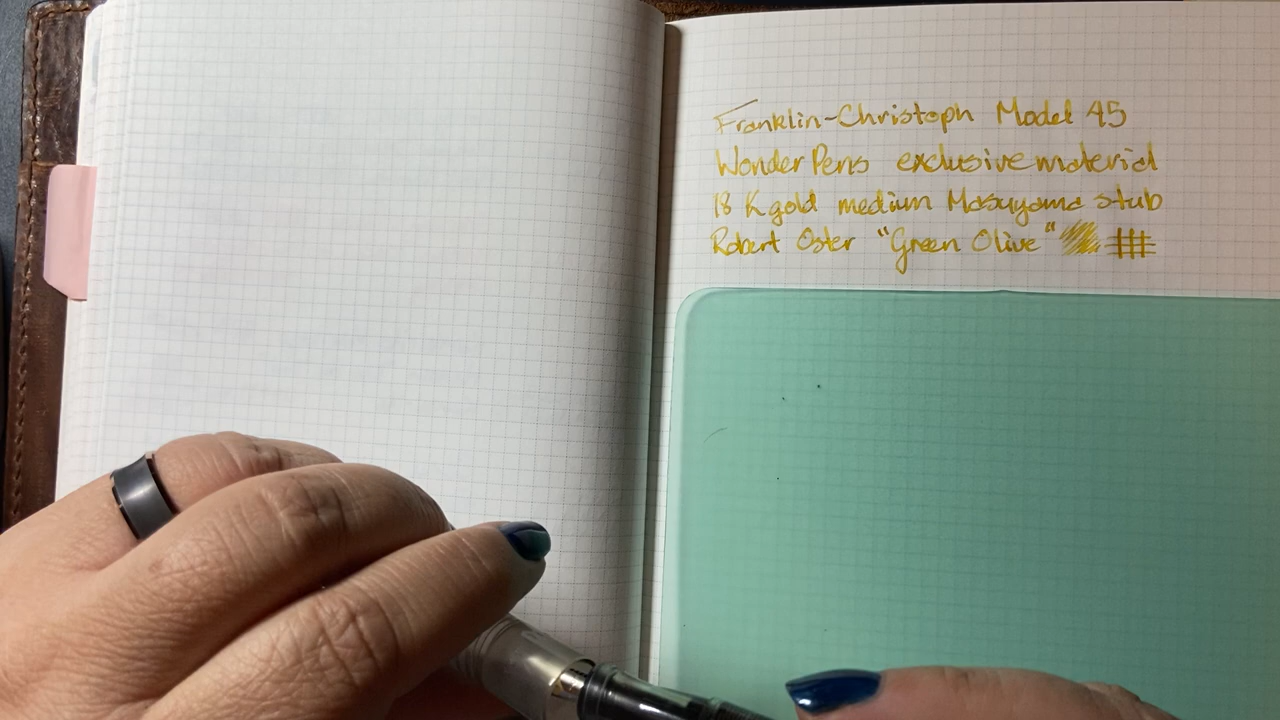 Franklin-Christoph Model 45
Wonder Pens exclusive material
18 K gold medium Masuyama stub
Robert Oster "Green Olive"